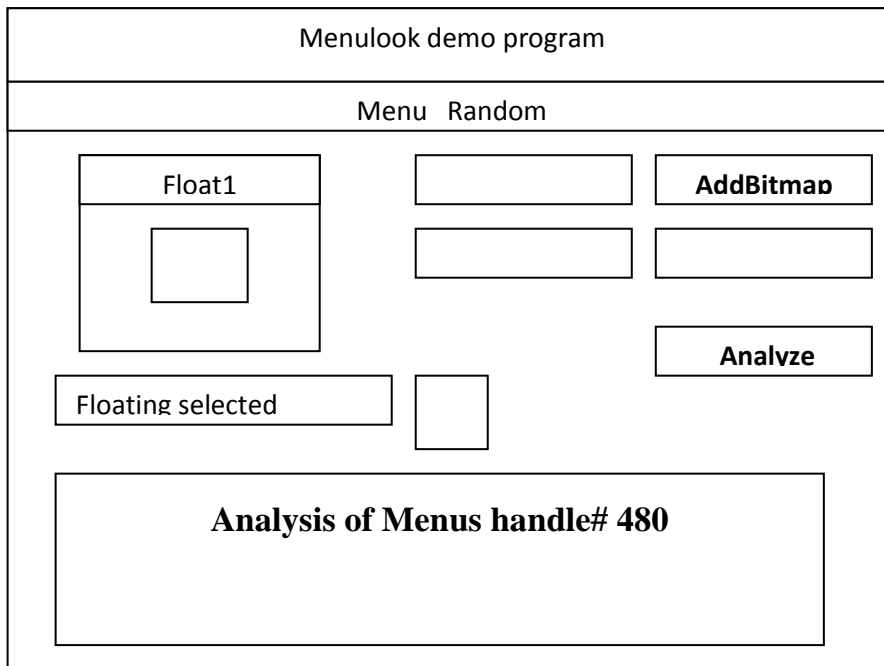 Menulook demo program
Menu Random
Float1
AddBitmap
Analyze
Floating selected
Analysis of Menus handle# 480